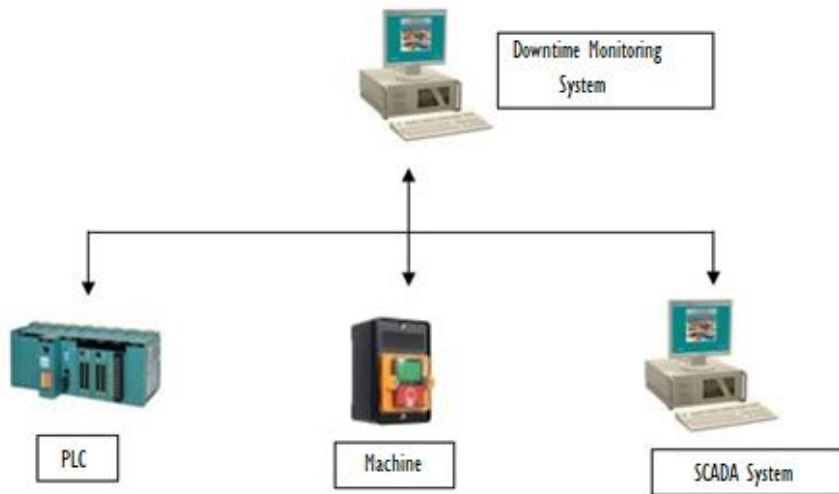 Downtime Monitoring
System
PLC
Machine
SCADA System